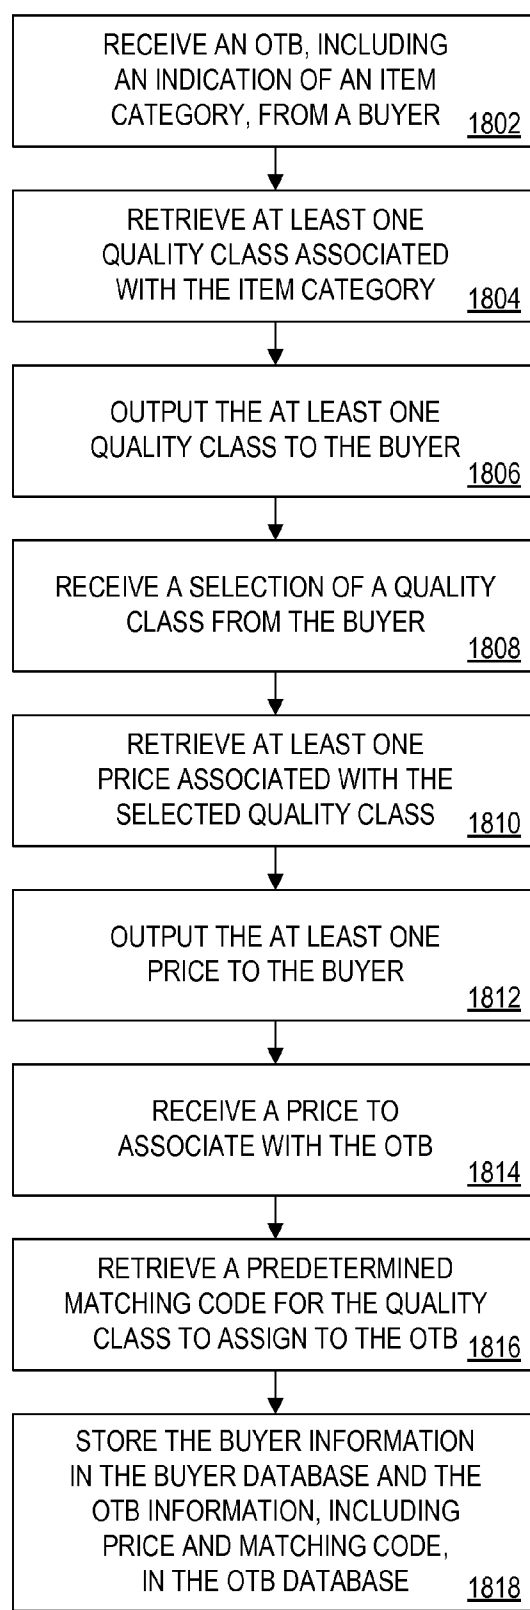 RECEIVE AN OTB, INCLUDING
AN INDICATION OF AN ITEM
CATEGORY, FROM A BUYER
1802
RETRIEVE AT LEAST ONE
QUALITY CLASS ASSOCIATED
WITH THE ITEM CATEGORY
1804
OUTPUT THE AT LEAST ONE
QUALITY CLASS TO THE BUYER
1806
RECEIVE A SELECTION OF A QUALITY
CLASS FROM THE BUYER
1808
RETRIEVE AT LEAST ONE
PRICE ASSOCIATED WITH THE
SELECTED QUALITY CLASS
1810
OUTPUT THE AT LEAST ONE
PRICE TO THE BUYER
1812
RECEIVE A PRICE TO
ASSOCIATE WITH THE OTB
1814
RETRIEVE A PREDETERMINED
MATCHING CODE FOR THE QUALITY
CLASS TO ASSIGN TO THE OTB
1816
STORE THE BUYER INFORMATION
IN THE BUYER DATABASE AND THE
OTB INFORMATION, INCLUDING
PRICE AND MATCHING CODE,
IN THE OTB DATABASE
1818